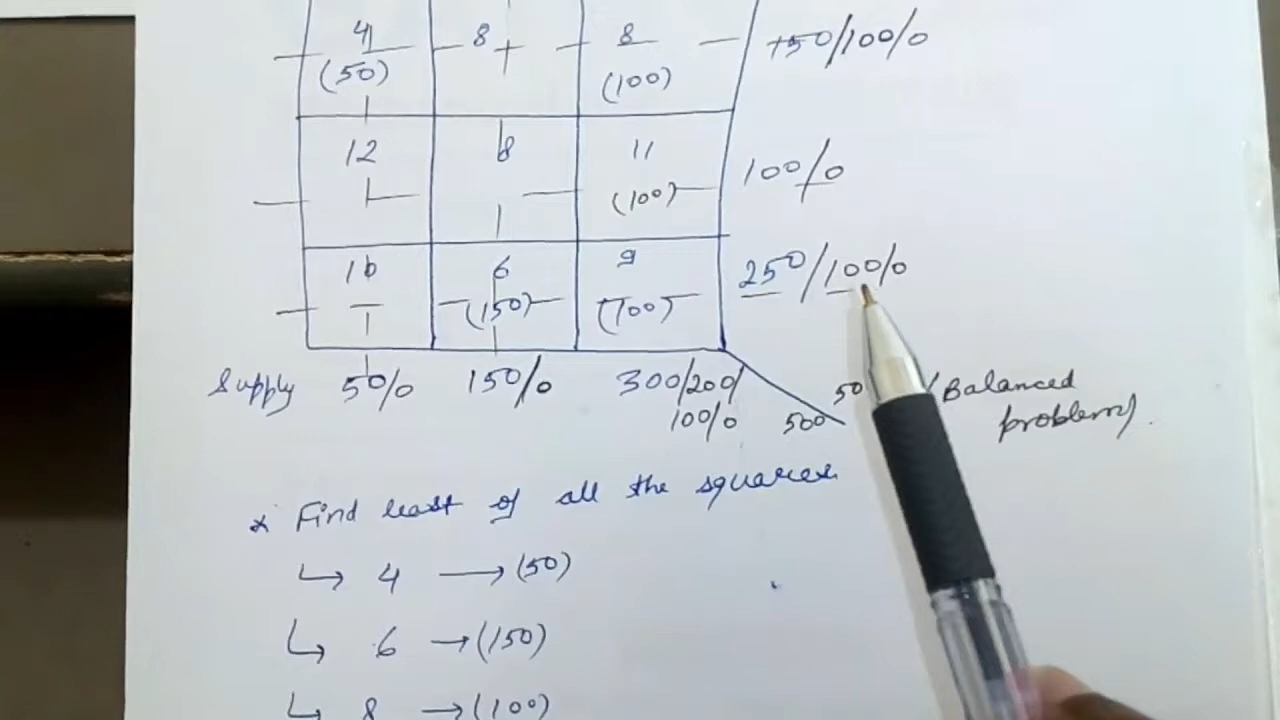 4 8 8 150/100/0
(50) (100)
12 8 11 100/0
(100)
16 6 9 250/100/0
(150) (100)
Supply 50/0 150/0 300/200/ 50 (Balanced
100/0 500 problem)
* Find least of all the squares
↳ 4 → (50)
↳ 6 → (150)
↳ 8 → (100)